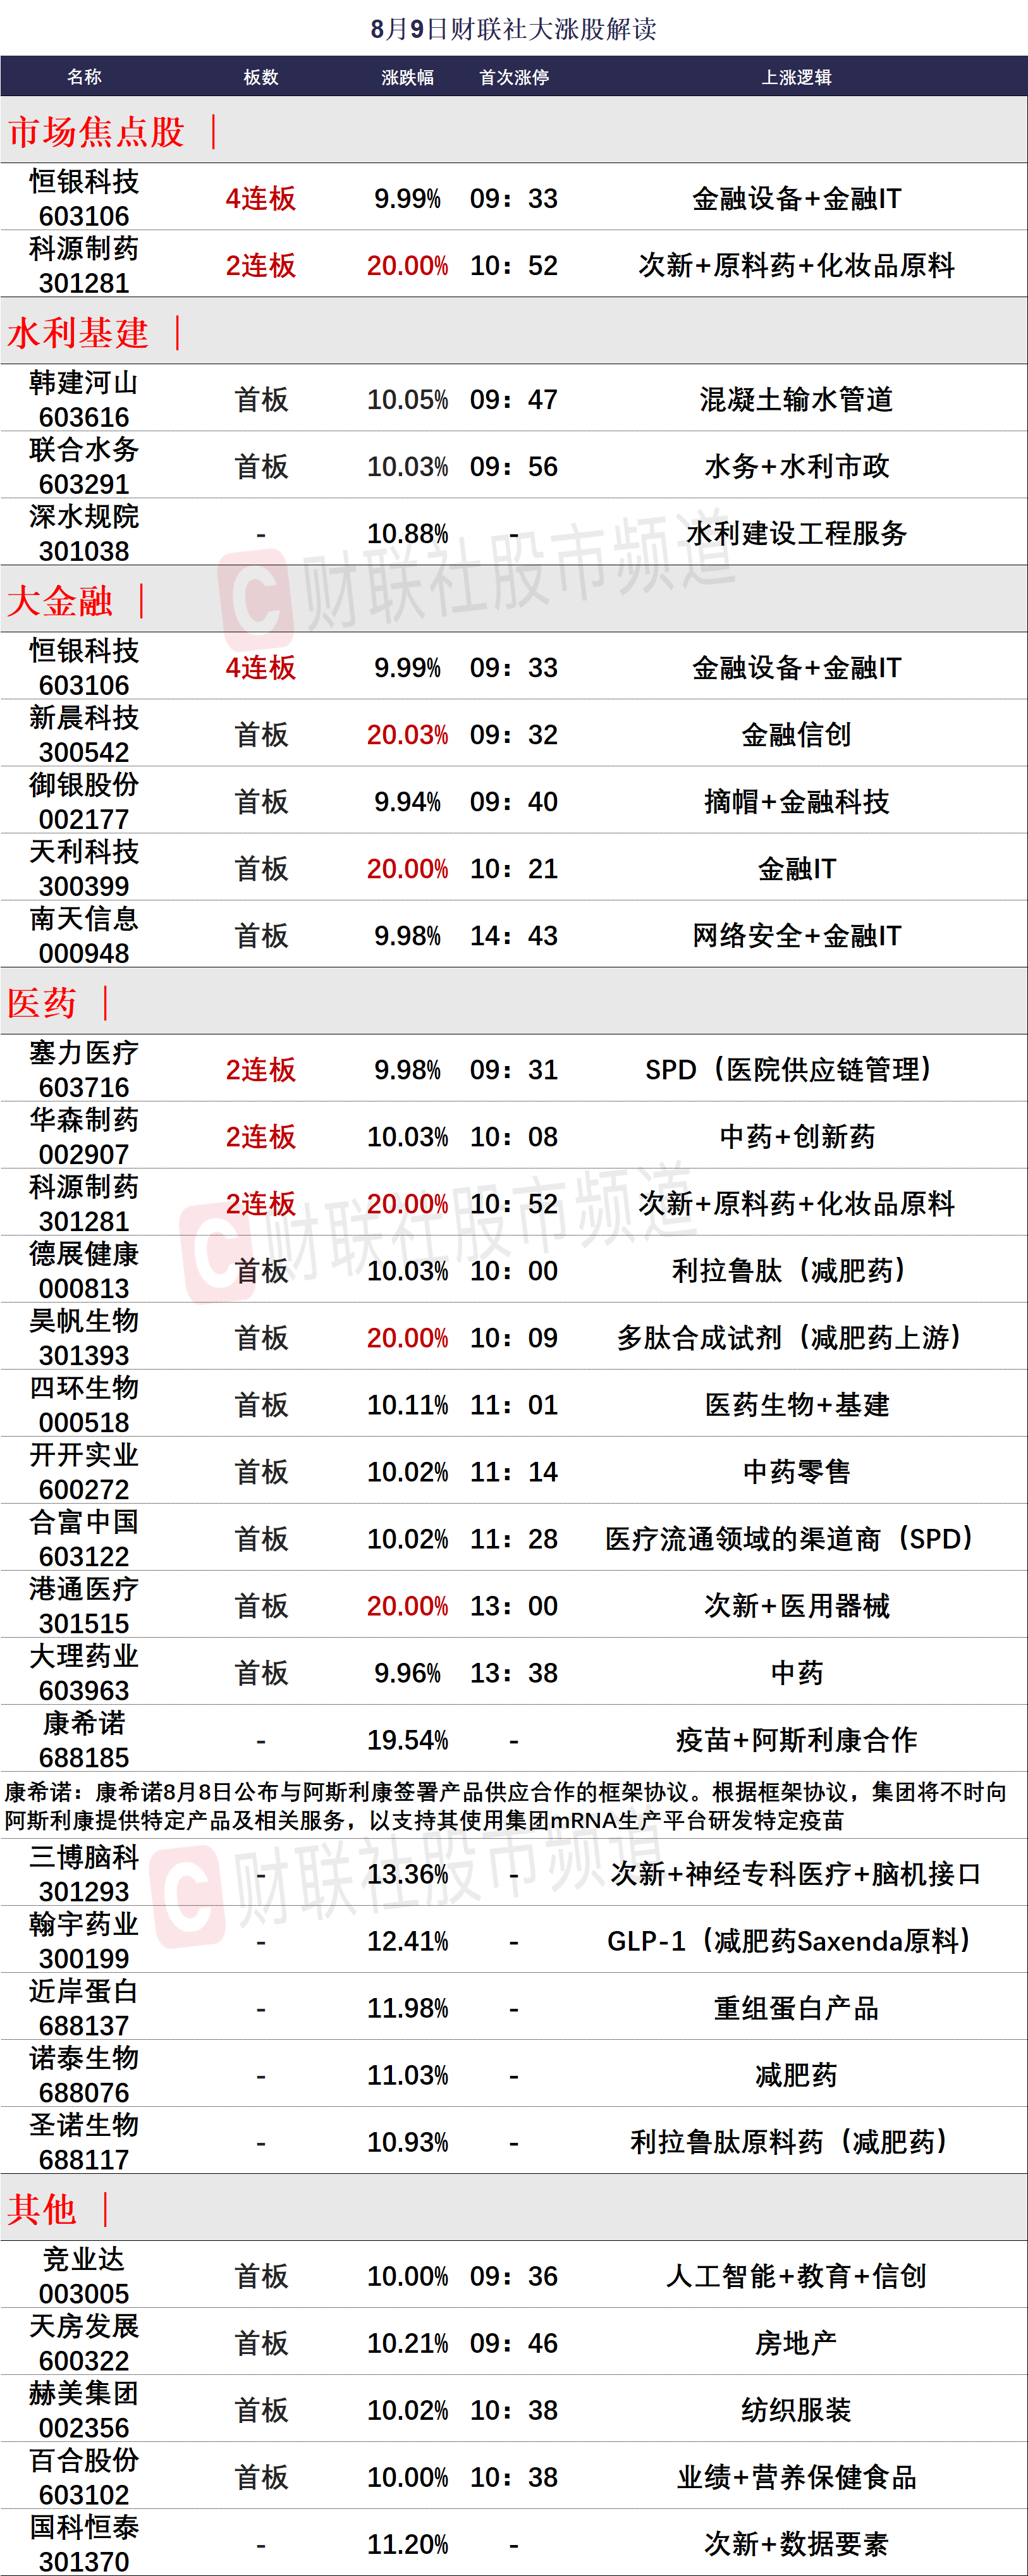 8月9日财联社大涨股解读
名称 板数 涨跌幅 首次涨停 上涨逻辑
市场焦点股 ｜
恒银科技
603106 4连板 9.99% 09：33 金融设备+金融IT
科源制药
301281 2连板 20.00% 10：52 次新+原料药+化妆品原料
水利基建 ｜
韩建河山
603616 首板 10.05% 09：47 混凝土输水管道
联合水务
603291 首板 10.03% 09：56 水务+水利市政
深水规院
301038 - 10.88% - 水利建设工程服务
财联社股市频道
大金融 ｜
恒银科技
603106 4连板 9.99% 09：33 金融设备+金融IT
新晨科技
300542 首板 20.03% 09：32 金融信创
御银股份
002177 首板 9.94% 09：40 摘帽+金融科技
天利科技
300399 首板 20.00% 10：21 金融IT
南天信息
000948 首板 9.98% 14：43 网络安全+金融IT
医药 ｜
塞力医疗
603716 2连板 9.98% 09：31 SPD（医院供应链管理）
华森制药
002907 2连板 10.03% 10：08 中药+创新药
科源制药
301281 2连板 20.00% 10：52 次新+原料药+化妆品原料
财联社股市频道
德展健康
000813 首板 10.03% 10：00 利拉鲁肽（减肥药）
昊帆生物
301393 首板 20.00% 10：09 多肽合成试剂（减肥药上游）
四环生物
000518 首板 10.11% 11：01 医药生物+基建
开开实业
600272 首板 10.02% 11：14 中药零售
合富中国
603122 首板 10.02% 11：28 医疗流通领域的渠道商（SPD）
港通医疗
301515 首板 20.00% 13：00 次新+医用器械
大理药业
603963 首板 9.96% 13：38 中药
康希诺
688185 - 19.54% - 疫苗+阿斯利康合作
康希诺：康希诺8月8日公布与阿斯利康签署产品供应合作的框架协议。根据框架协议，集团将不时向
阿斯利康提供特定产品及相关服务，以支持其使用集团mRNA生产平台研发特定疫苗
财联社股市频道
三博脑科
301293 - 13.36% - 次新+神经专科医疗+脑机接口
翰宇药业
300199 - 12.41% - GLP-1（减肥药Saxenda原料）
近岸蛋白
688137 - 11.98% - 重组蛋白产品
诺泰生物
688076 - 11.03% - 减肥药
圣诺生物
688117 - 10.93% - 利拉鲁肽原料药（减肥药）
其他 ｜
竞业达
003005 首板 10.00% 09：36 人工智能+教育+信创
天房发展
600322 首板 10.21% 09：46 房地产
赫美集团
002356 首板 10.02% 10：38 纺织服装
百合股份
603102 首板 10.00% 10：38 业绩+营养保健食品
国科恒泰
301370 - 11.20% - 次新+数据要素